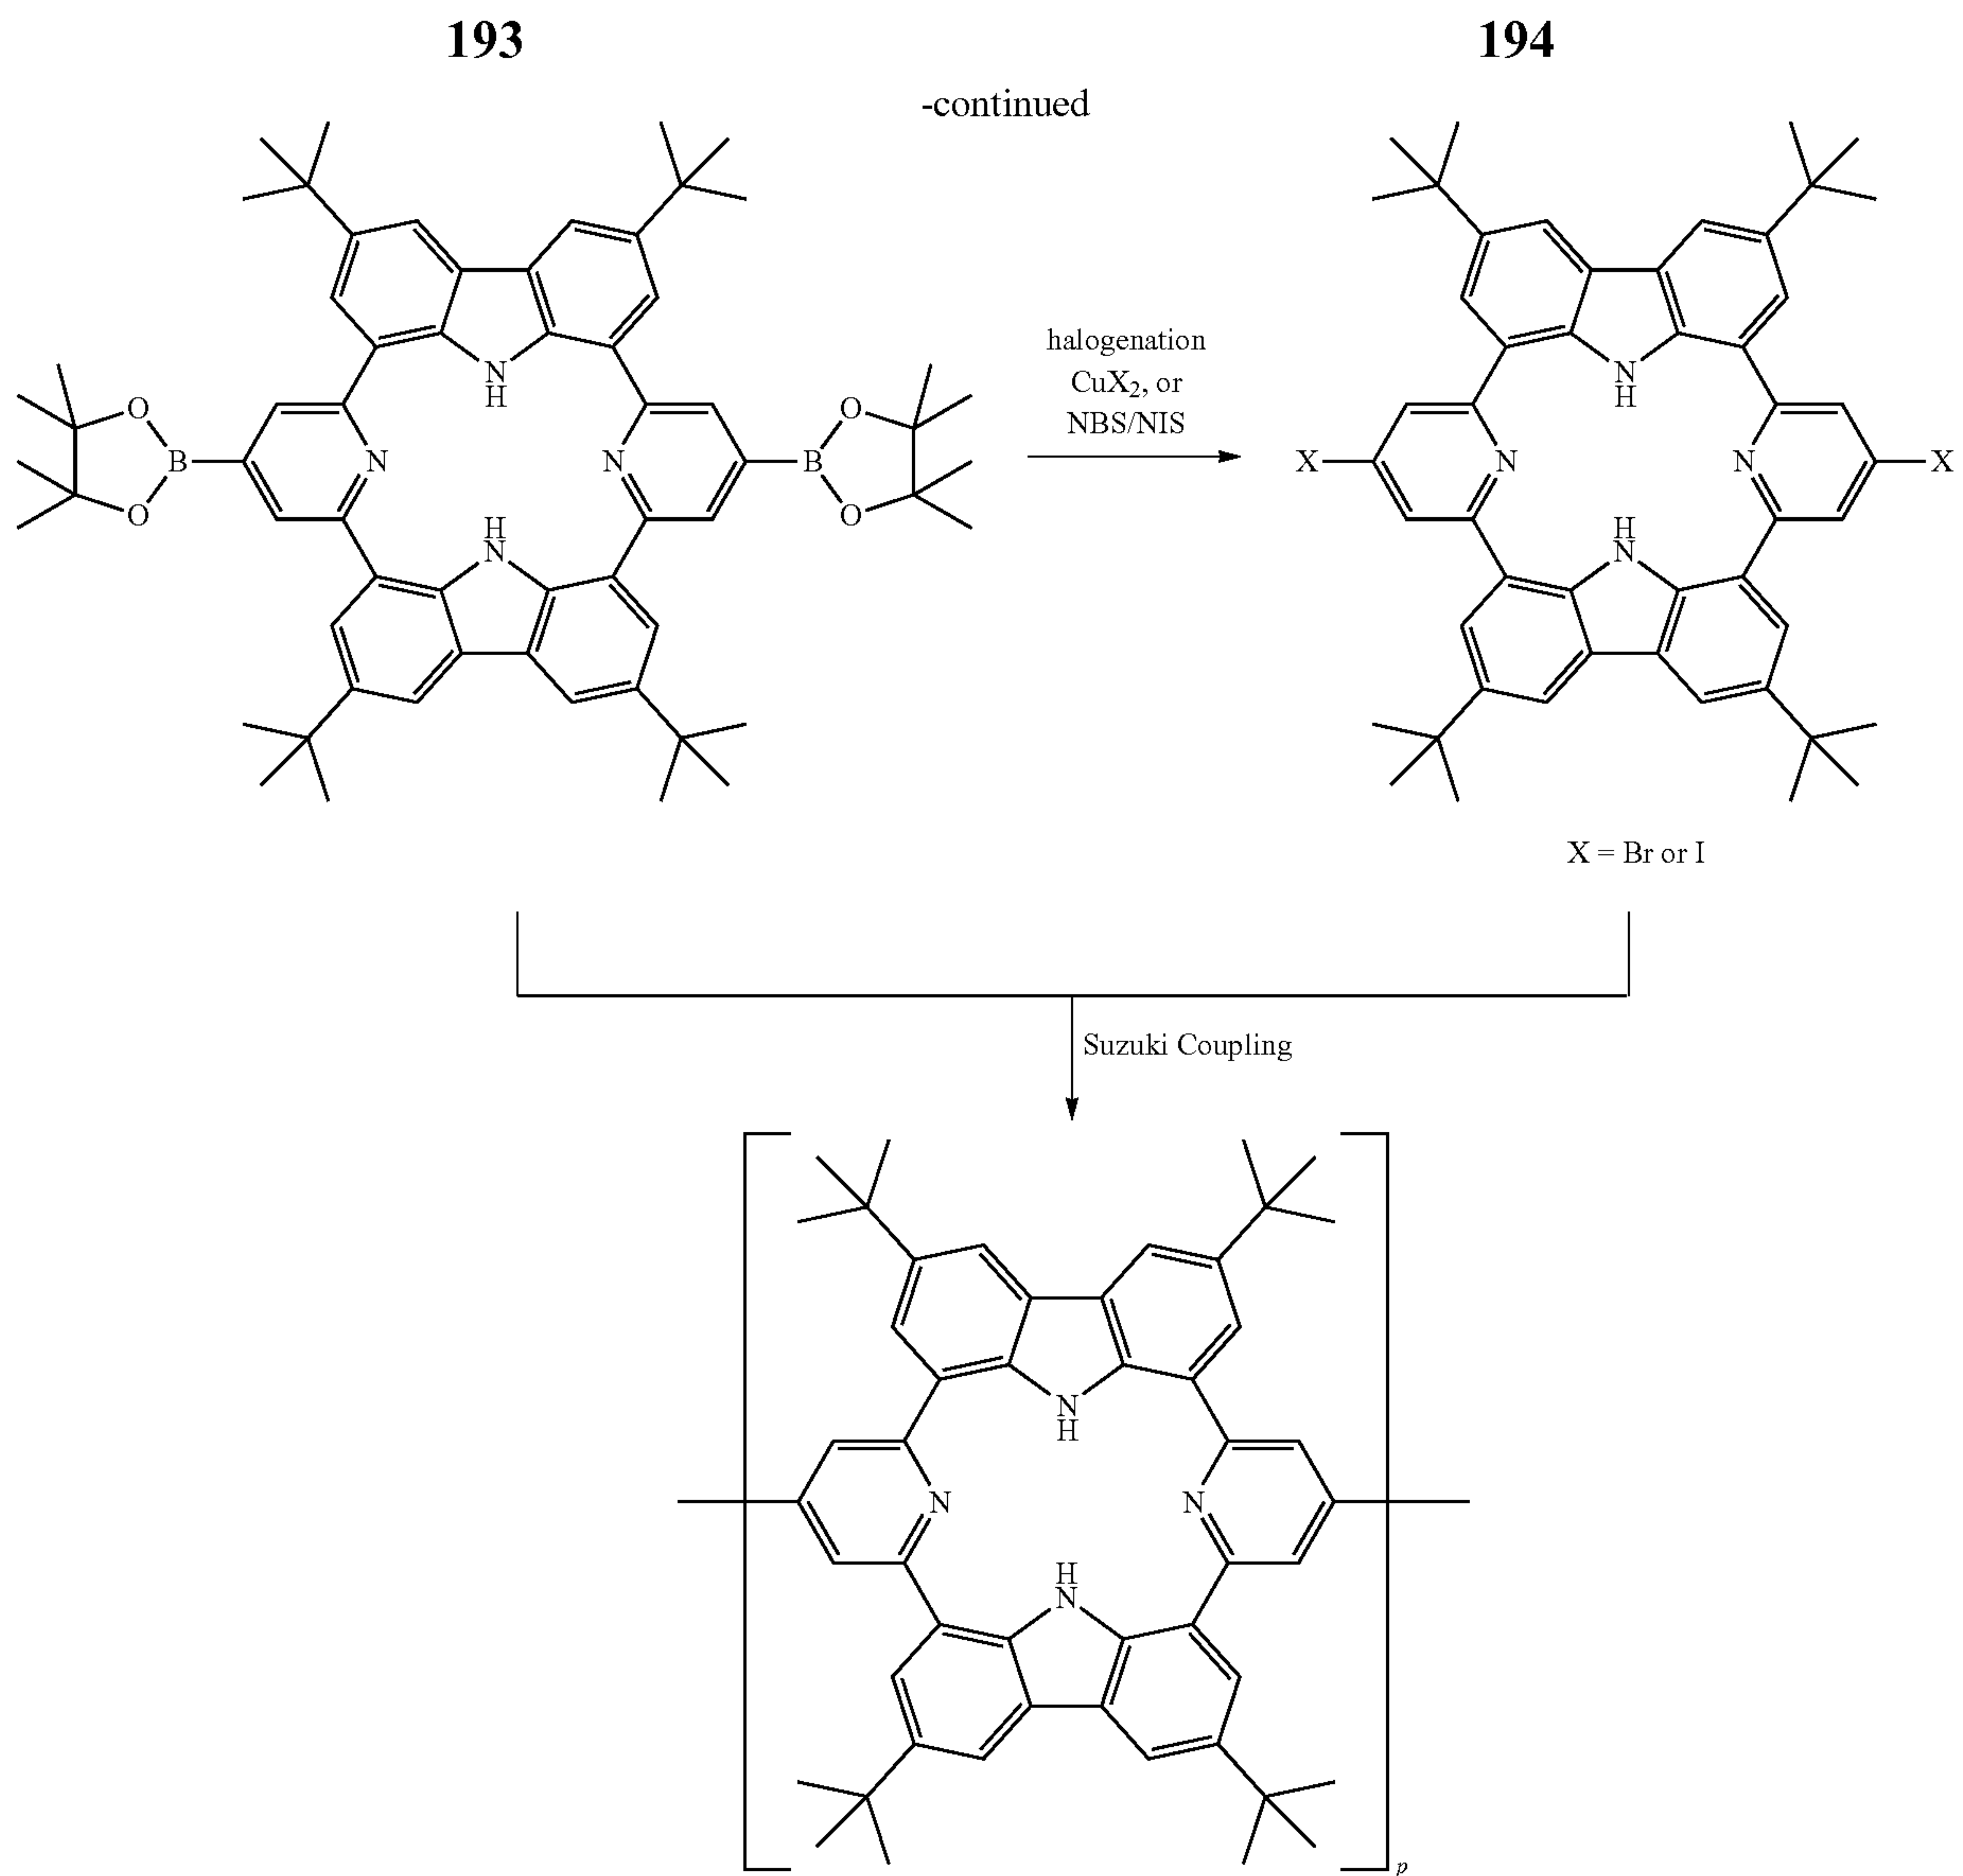 193
194
-continued
N
H
O
B
O
N
N
B
O
O
H
N
halogenation
CuX₂, or
NBS/NIS
N
H
X
N
N
X
H
N
X = Br or I
Suzuki Coupling
N
H
N
N
H
N
p